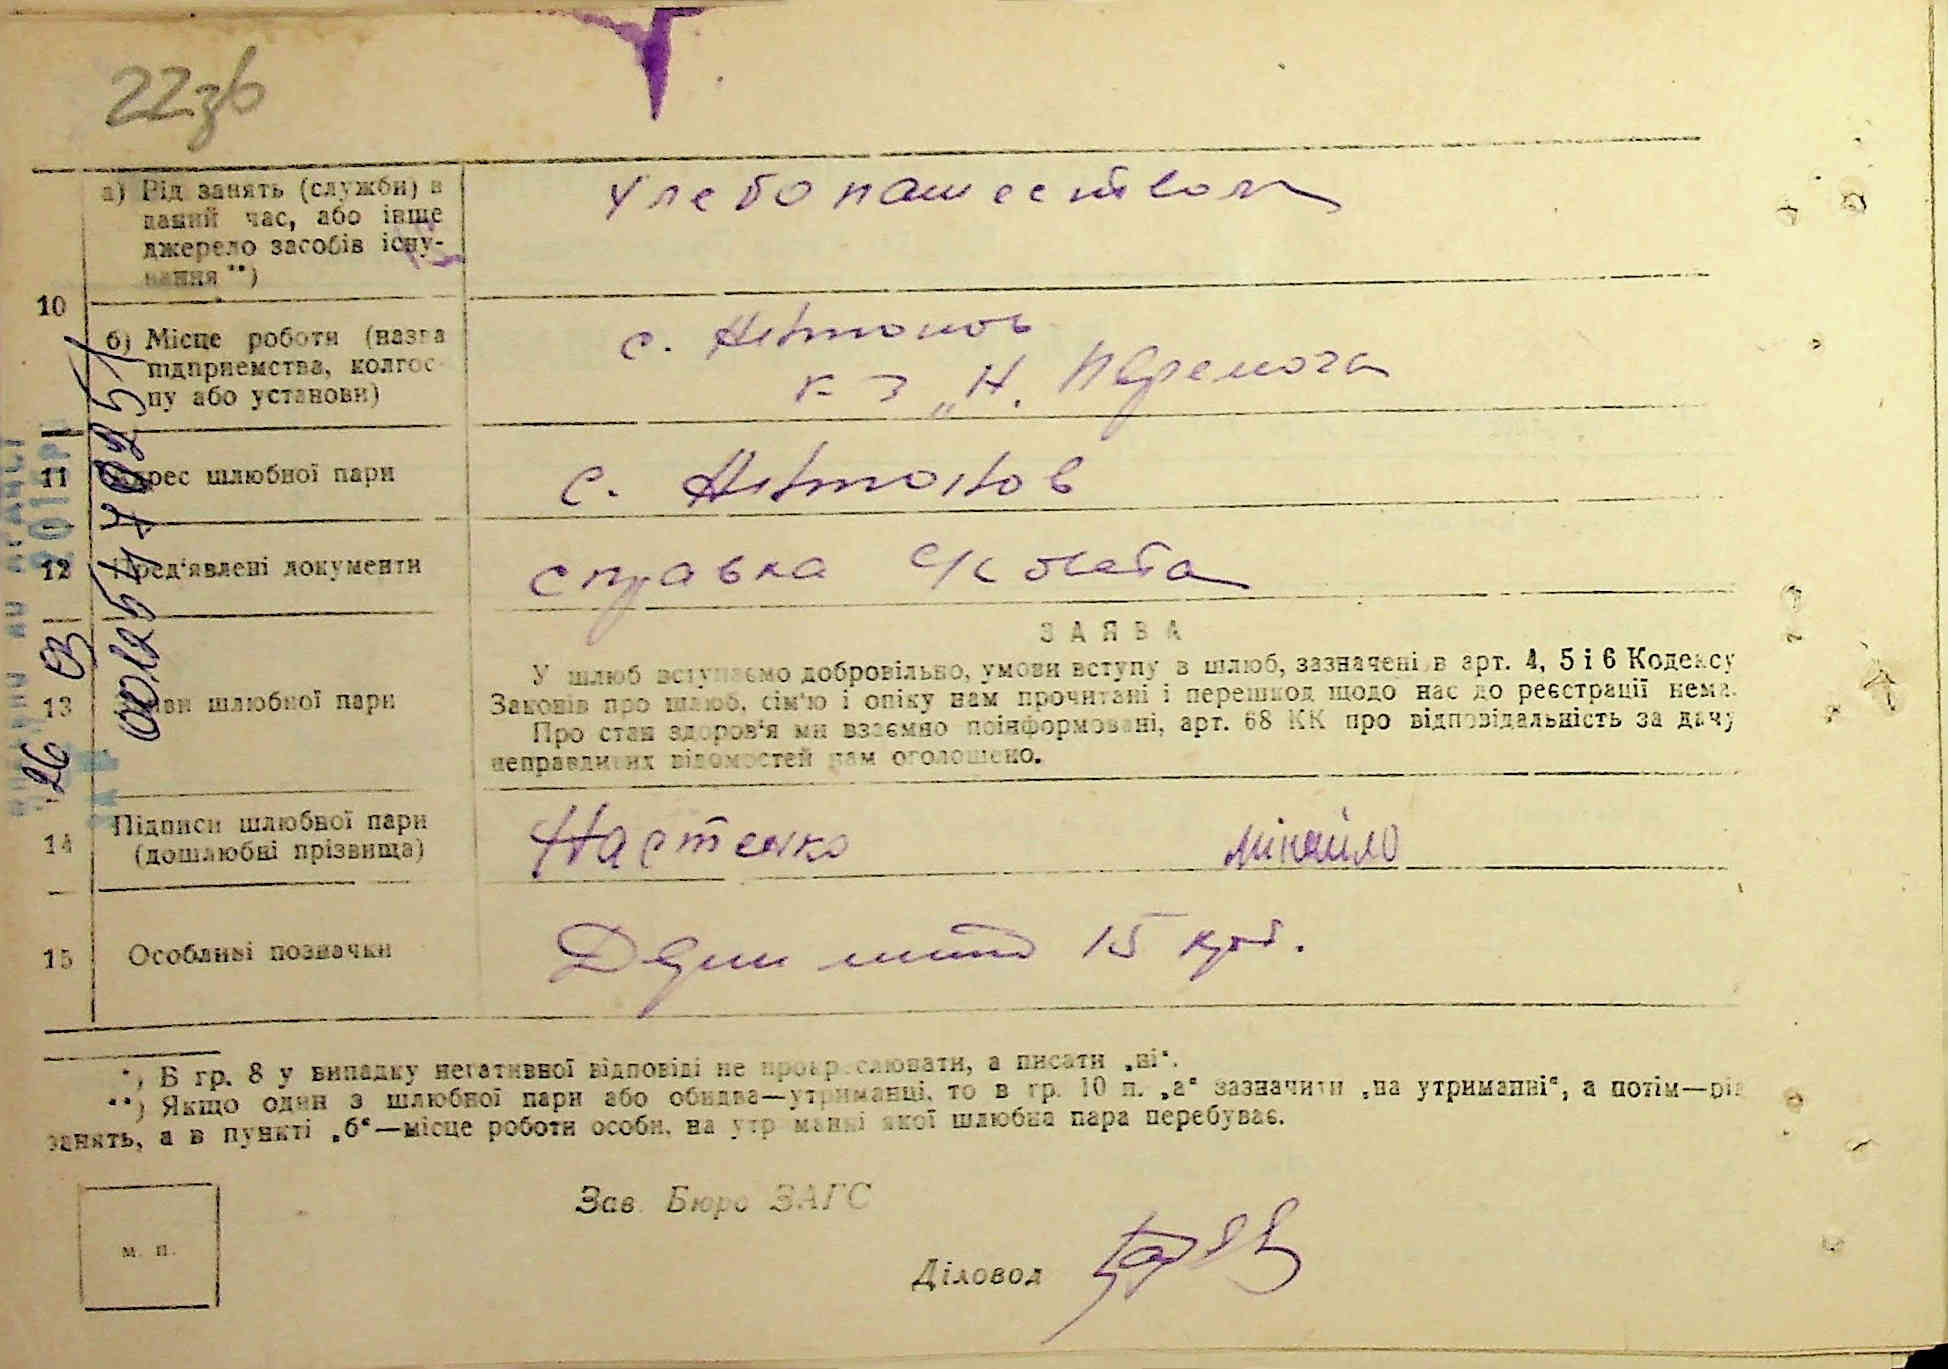 22зв
а) Рід занять (служби) в
даний час, або інше
джерело засобів існу-
вання **)
Хлебопашеством
10
б) Місце роботи (назва
підприемства, колгос-
пу або установи)
с. Нертонов
к-з „Н. Перемога
11 Адрес шлюбної пари
с. Нертонов
12 Пред'явлені документи
справка с/к
ЗАЯВА
У шлюб вступаємо добровільно, умови вступу в шлюб, зазначені в арт. 4, 5 і 6 Кодексу
Законів про шлюб, сім'ю і опіку нам прочитані і перешкод щодо нас до реєстрації нема.
Про стан здоров'я ми взаємно поінформовані, арт. 68 КК про відповідальність за дачу
неправдивих відомостей нам оголошено.
13 шлюбної пари
14 Підписи шлюбної пари
(дошлюбні прізвища)
Настенко Міхайло
15 Особливі позначки
15 крб.
*) В гр. 8 у випадку негативної відповіді не прокреслювати, а писати „ні“.
**) Якщо один з шлюбної пари або обидва—утриманці, то в гр. 10 п. „а“ зазначити „на утриманні“, а потім—рід
занять, а в пункті „б“—місце роботи особи, на утриманні якої шлюбна пара перебуває.
Зав. Бюро ЗАГС
м. п.
Діловод